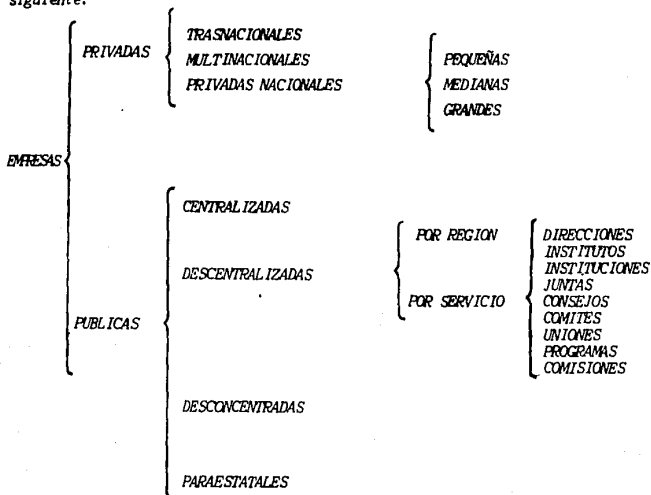 siguiente:
EMPRESAS
PRIVADAS
TRASNACIONALES
MULTINACIONALES
PRIVADAS NACIONALES
PEQUEÑAS
MEDIANAS
GRANDES
PUBLICAS
CENTRALIZADAS
DESCENTRALIZADAS
POR REGION
POR SERVICIO
DIRECCIONES
INSTITUTOS
INSTITUCIONES
JUNTAS
CONSEJOS
COMITES
UNIONES
PROGRAMAS
COMISIONES
DESCONCENTRADAS
PARAESTATALES